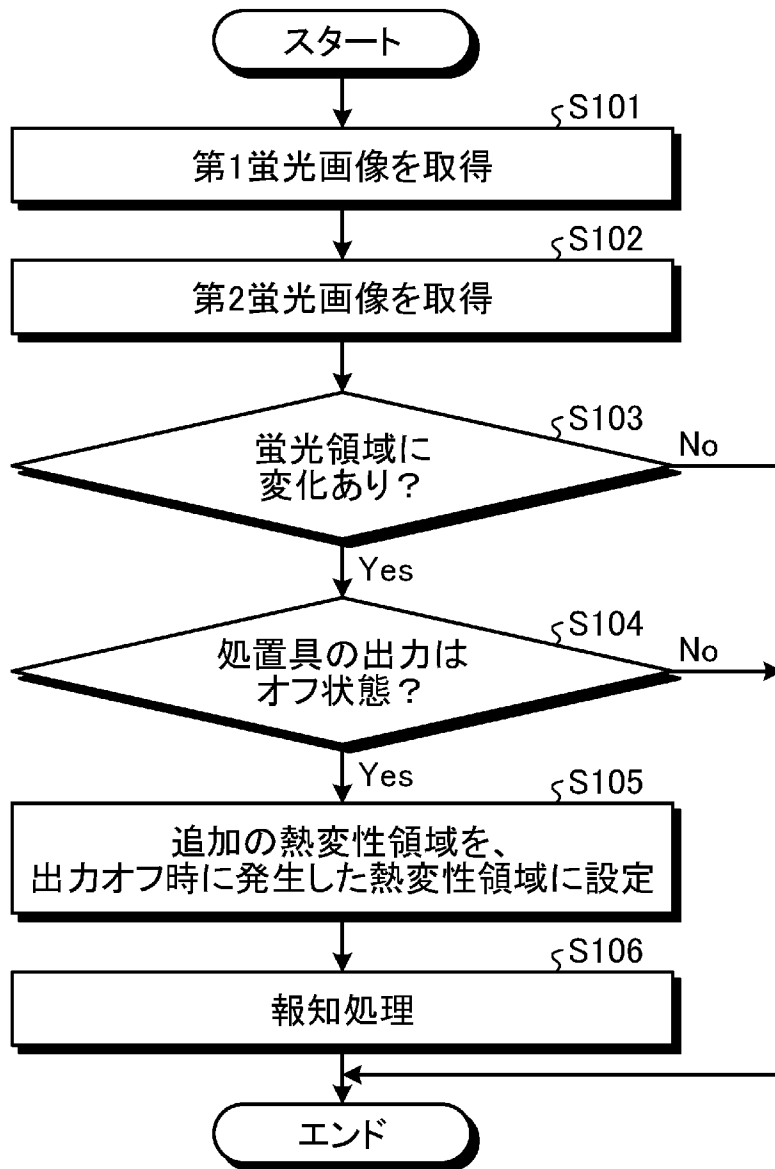 スタート
S101
第1蛍光画像を取得
S102
第2蛍光画像を取得
S103
蛍光領域に
変化あり？
No
Yes
S104
処置具の出力は
オフ状態？
No
Yes
S105
追加の熱変性領域を、
出力オフ時に発生した熱変性領域に設定
S106
報知処理
エンド